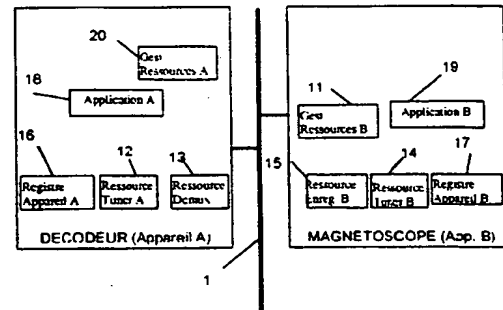 20
Gest
Ressources A
18
Application A
16
12
13
Registre
Appareil A
Ressource
Tuner A
Ressource
Demux
DECODEUR (Appareil A)
1
11
19
Gest
Ressources B
Application B
15
14
17
Ressource
Enreg. B
Ressource
Tuner B
Registre
Appareil B
MAGNETOSCOPE (App. B)